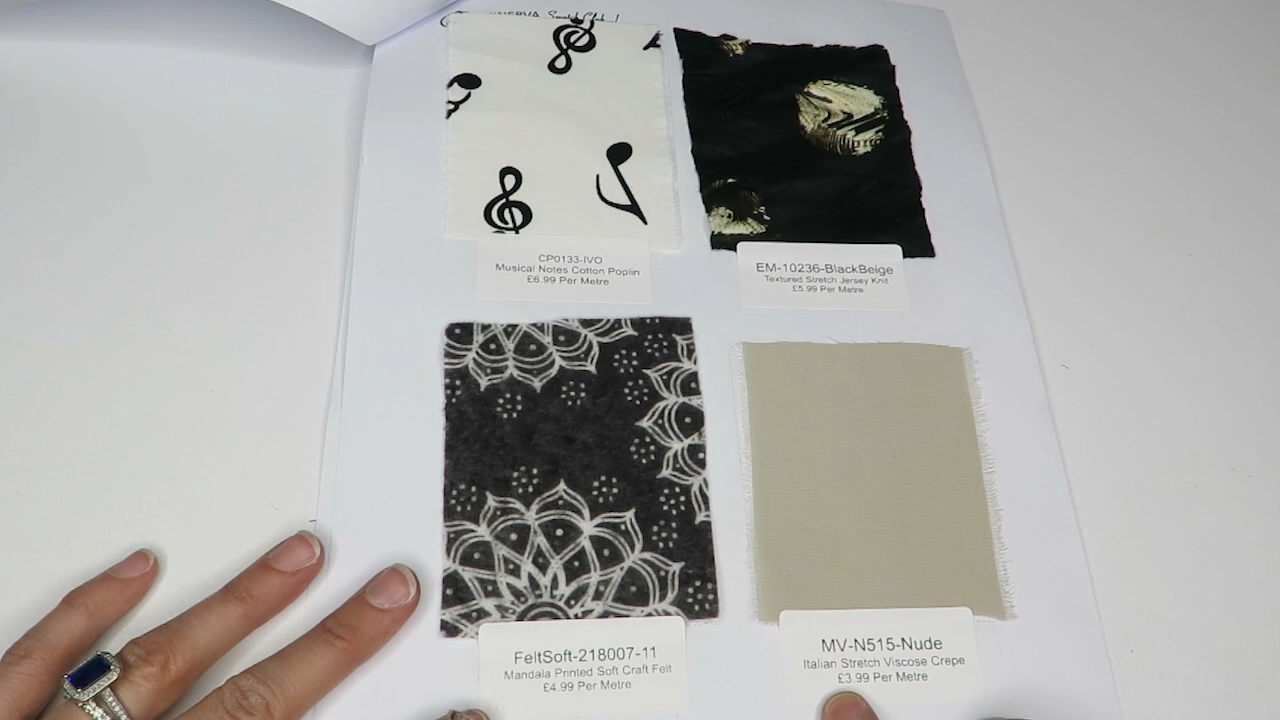 CP0133-IVO
Musical Notes Cotton Poplin
£6.99 Per Metre
EM-10236-BlackBeige
Textured Stretch Jersey Knit
£5.99 Per Metre
FeltSoft-218007-11
Mandala Printed Soft Craft Felt
£4.99 Per Metre
MV-N515-Nude
Italian Stretch Viscose Crepe
£3.99 Per Metre